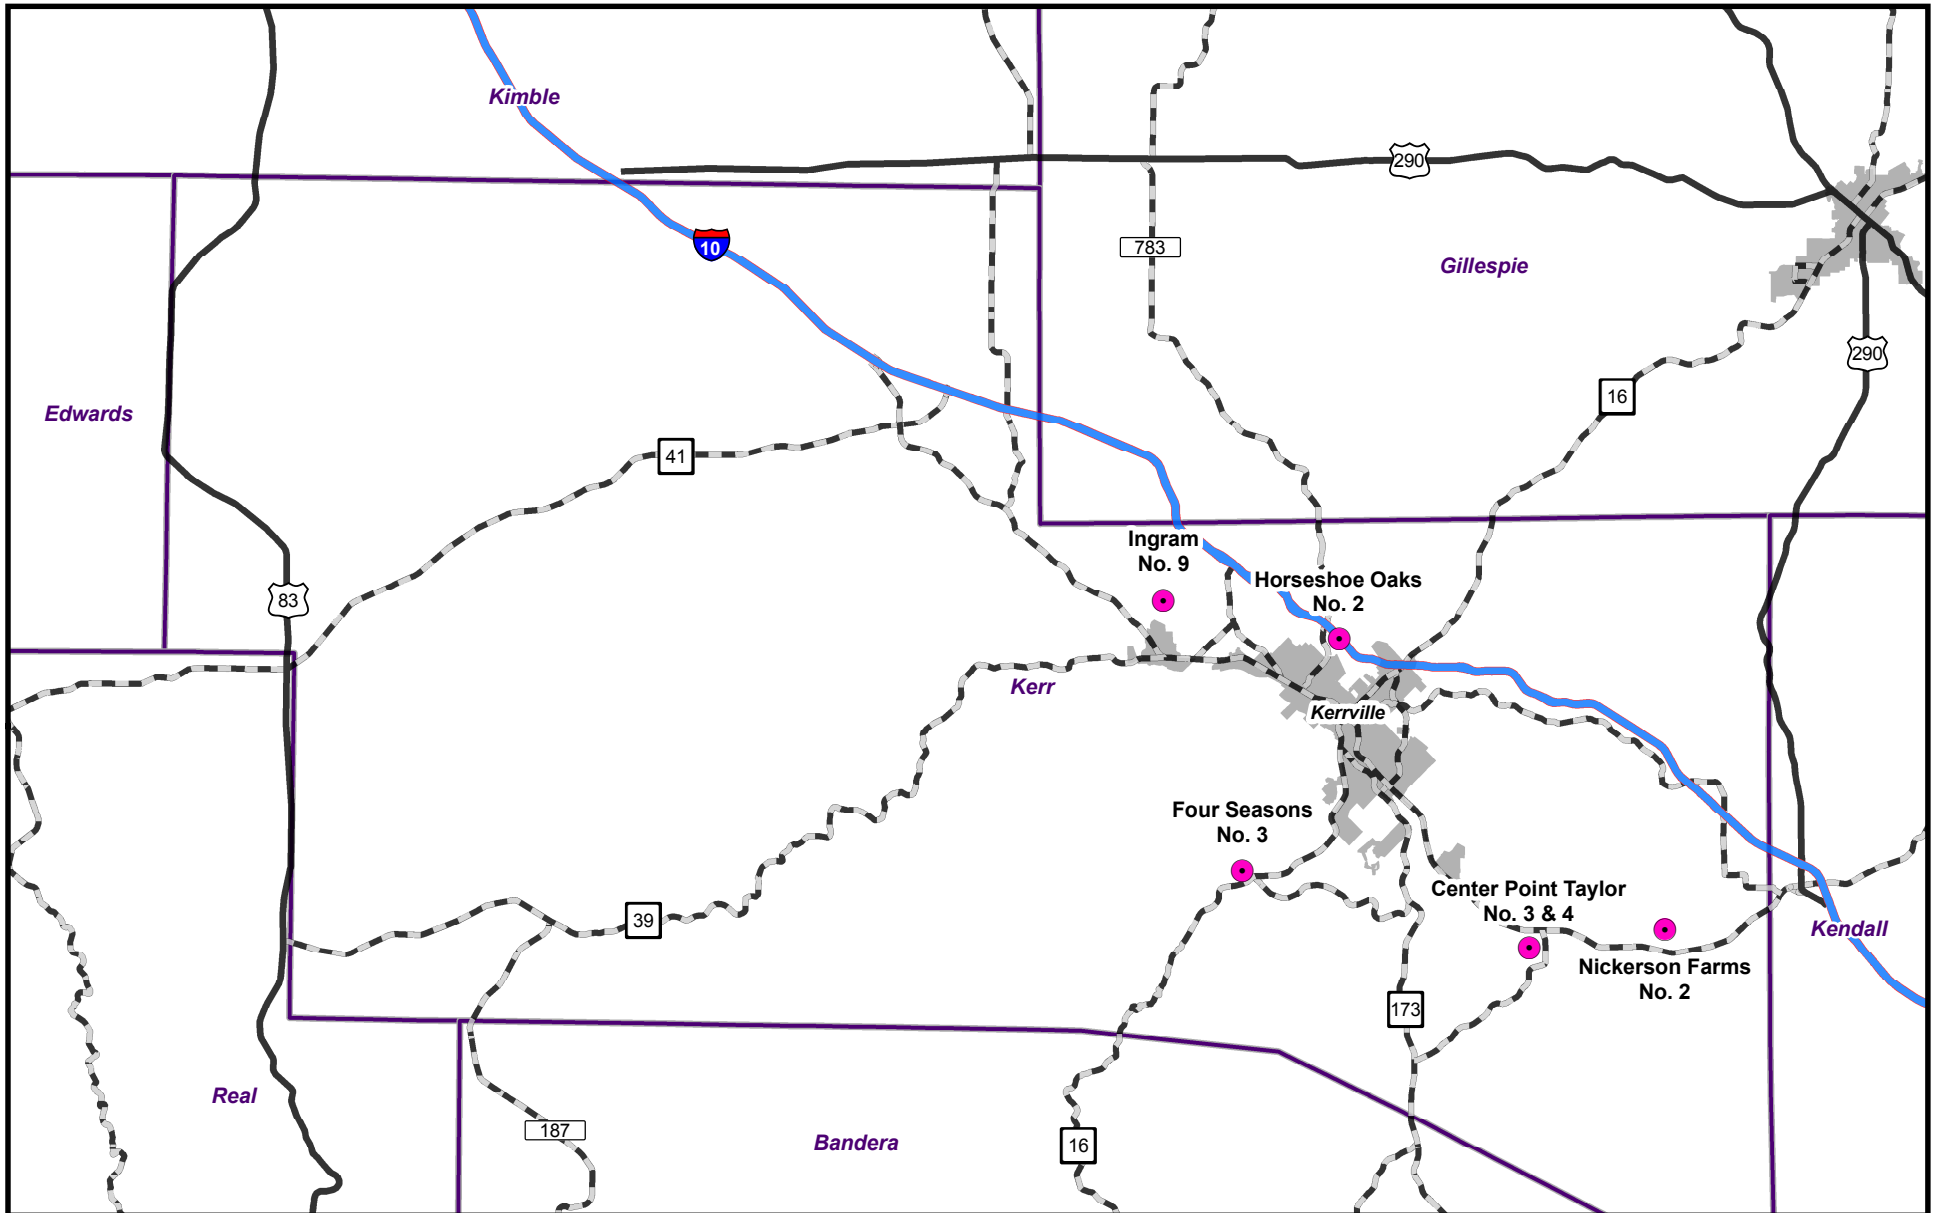 Kimble
290
783
10
Gillespie
290
16
Edwards
41
Ingram
No. 9
Horseshoe Oaks
No. 2
83
Kerr
Kerrville
Four Seasons
No. 3
Center Point Taylor
No. 3 & 4
39
Kendall
Nickerson Farms
No. 2
173
Real
187
Bandera
16